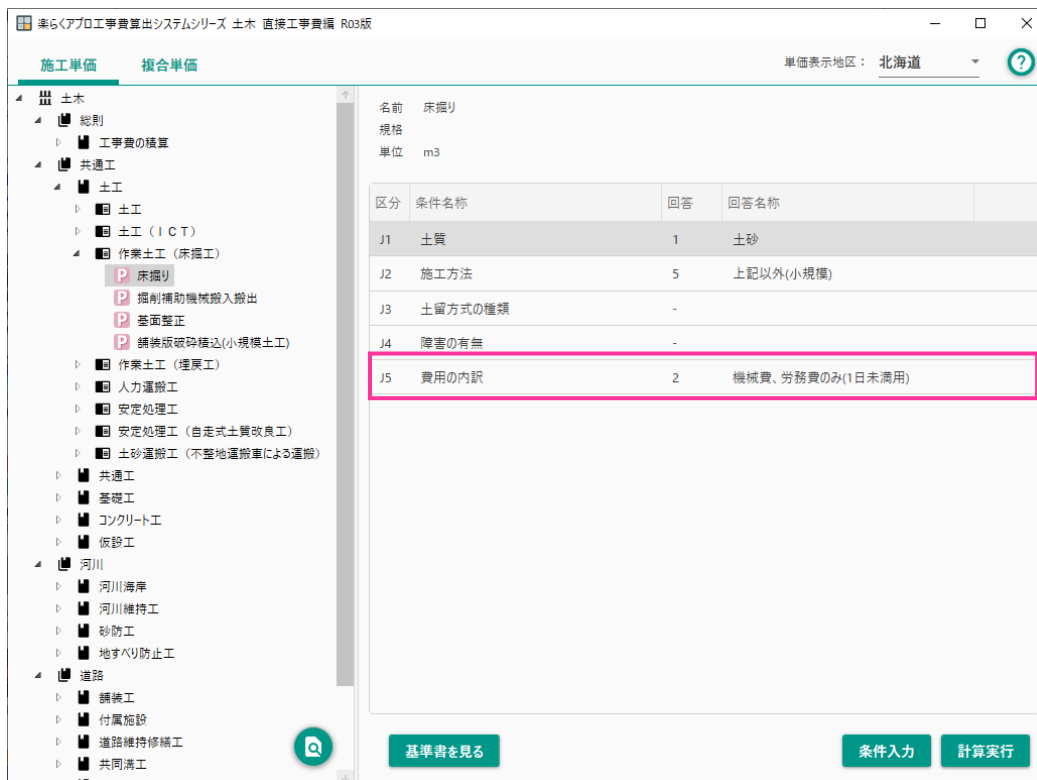 楽らくアプロ工事費算出システムシリーズ 土木 直接工事費編 R03版
施工単価 複合単価 単価表示地区： 北海道
土木
総則
工事費の積算
共通工
土工
土工
土工（ＩＣＴ）
作業土工（床掘工）
床掘り
掘削補助機械搬入搬出
基面整正
舗装版破砕積込(小規模土工)
作業土工（埋戻工）
人力運搬工
安定処理工
安定処理工（自走式土質改良工）
土砂運搬工（不整地運搬車による運搬）
共通工
基礎工
コンクリート工
仮設工
河川
河川海岸
河川維持工
砂防工
地すべり防止工
道路
舗装工
付属施設
道路維持修繕工
共同溝工
名前 床掘り
規格
単位 m3
区分 条件名称 回答 回答名称
J1 土質 1 土砂
J2 施工方法 5 上記以外(小規模)
J3 土留方式の種類 -
J4 障害の有無 -
J5 費用の内訳 2 機械費、労務費のみ(1日未満用)
基準書を見る 条件入力 計算実行